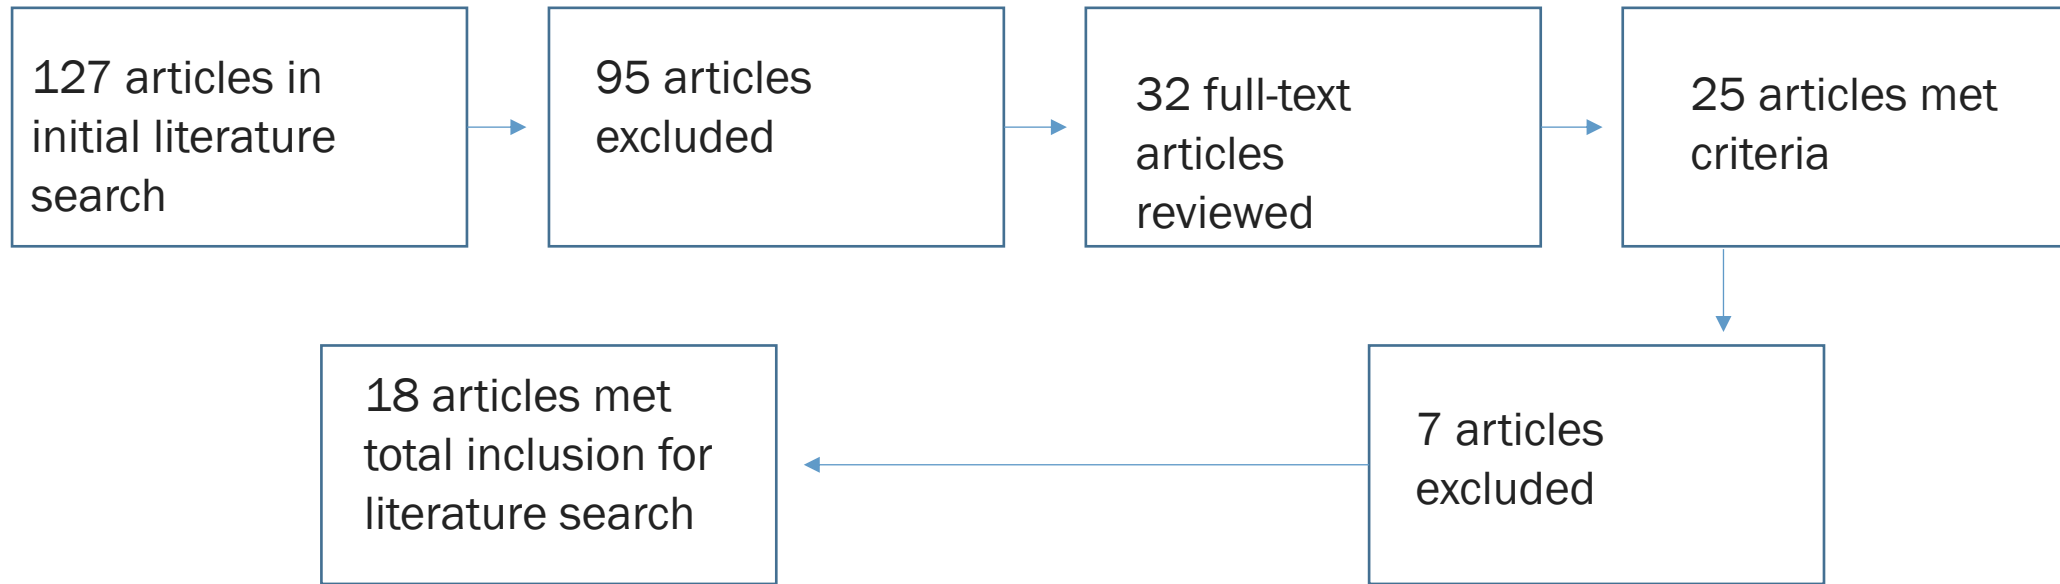 127 articles in
initial literature
search
95 articles
excluded
32 full-text
articles
reviewed
25 articles met
criteria
7 articles
excluded
18 articles met
total inclusion for
literature search